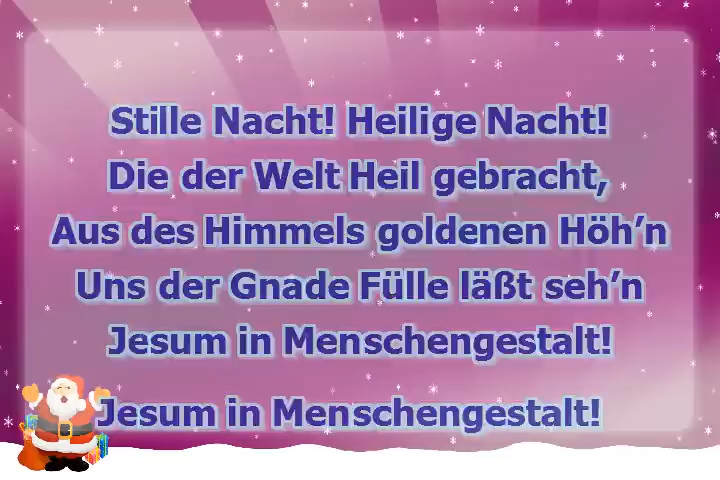 Stille Nacht! Heilige Nacht!
Die der Welt Heil gebracht,
Aus des Himmels goldenen Höh’n
Uns der Gnade Fülle läßt seh’n
Jesum in Menschengestalt!
Jesum in Menschengestalt!